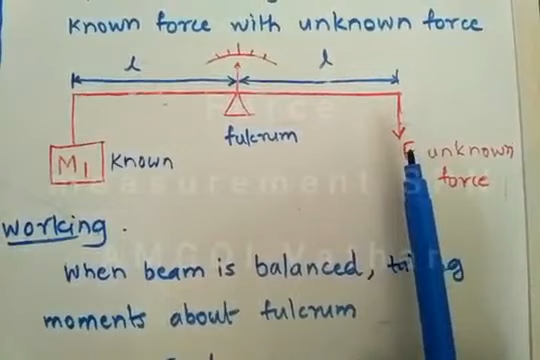 known force with unknown force
l l
fulcrum
M1 known
F unknown
force
working.
When beam is balanced,
moments about fulcrum